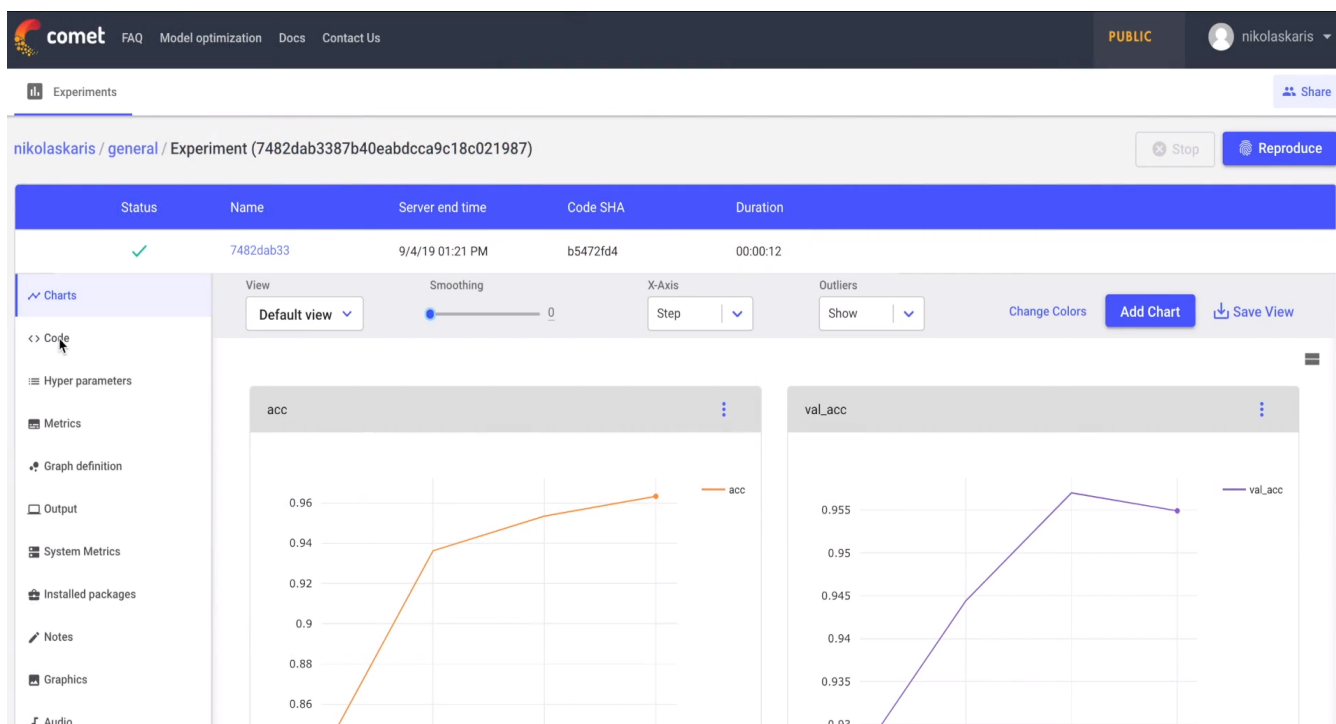 comet FAQ Model optimization Docs Contact Us PUBLIC nikolaskaris
Experiments Share
nikolaskaris / general / Experiment (7482dab3387b40eabdcca9c18c021987) Stop Reproduce
Status Name Server end time Code SHA Duration
7482dab33 9/4/19 01:21 PM b5472fd4 00:00:12
Charts
Code
Hyper parameters
Metrics
Graph definition
Output
System Metrics
Installed packages
Notes
Graphics
Audio
View Smoothing X-Axis Outliers
Default view 0 Step Show Change Colors Add Chart Save View
acc
acc
0.96
0.94
0.92
0.9
0.88
0.86
val_acc
val_acc
0.955
0.95
0.945
0.94
0.935
0.93